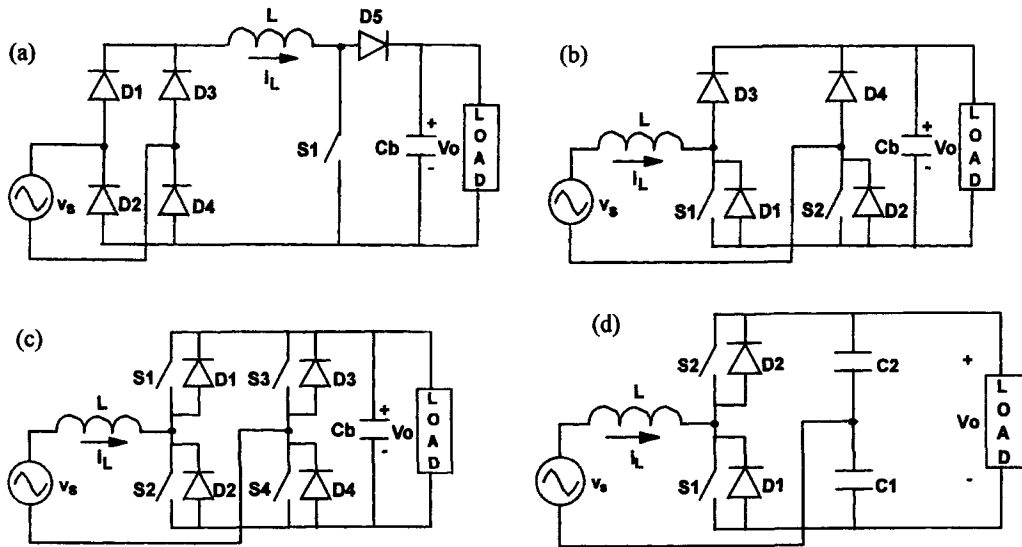 (a)
L
D5
iL
D1
D3
S1
Cb
+
Vo
-
LOAD
vs
D2
D4
(b)
D3
D4
L
iL
Cb
+
Vo
-
LOAD
vs
S1
D1
S2
D2
(c)
S1
D1
S3
D3
L
iL
Cb
+
Vo
-
LOAD
vs
S2
D2
S4
D4
(d)
S2
D2
C2
+
L
iL
Vo
LOAD
vs
S1
D1
C1
-